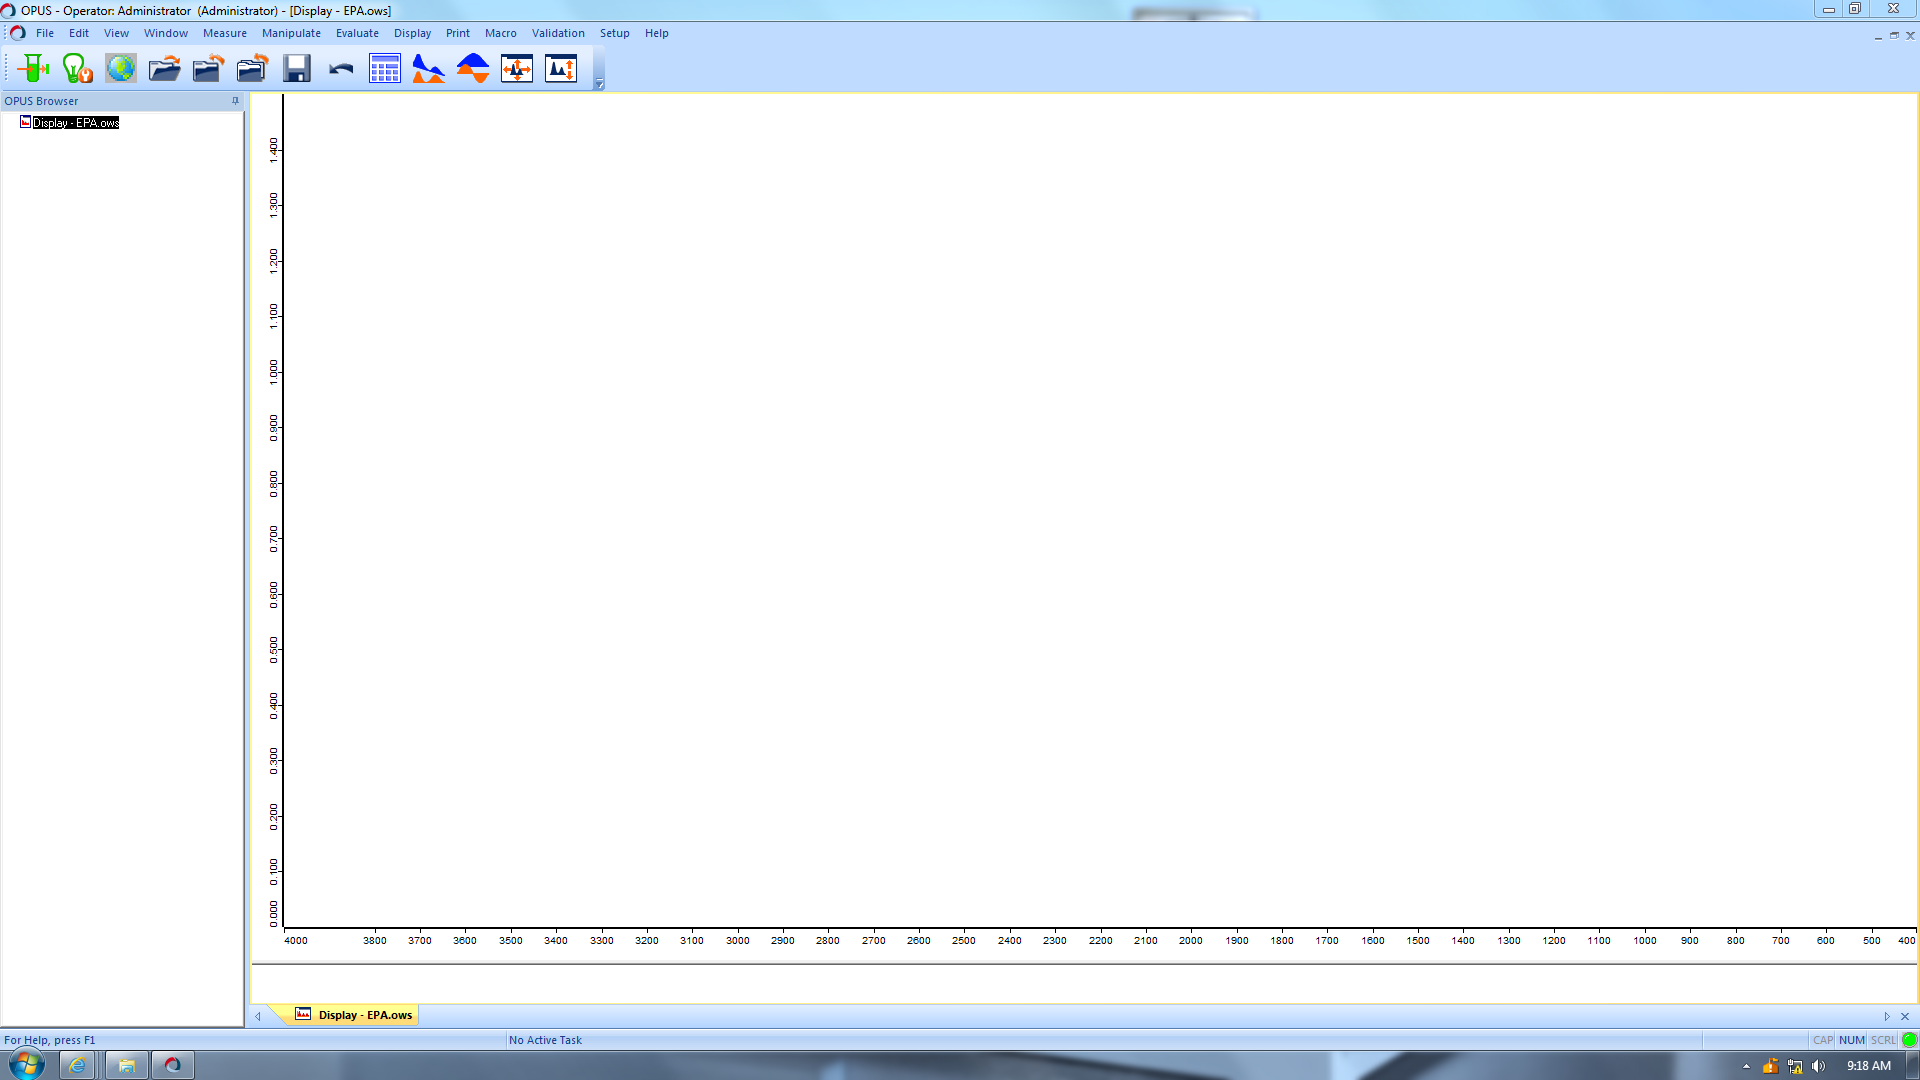 OPUS - Operator: Administrator (Administrator) - [Display - EPA.ows]
File Edit View Window Measure Manipulate Evaluate Display Print Macro Validation Setup Help
OPUS Browser
Display - EPA.ows
1.400
1.300
1.200
1.100
1.000
0.900
0.800
0.700
0.600
0.500
0.400
0.300
0.200
0.100
0.000
4000 3800 3700 3600 3500 3400 3300 3200 3100 3000 2900 2800 2700 2600 2500 2400 2300 2200 2100 2000 1900 1800 1700 1600 1500 1400 1300 1200 1100 1000 900 800 700 600 500 400
Display - EPA.ows
For Help, press F1 No Active Task CAP NUM SCRL
9:18 AM